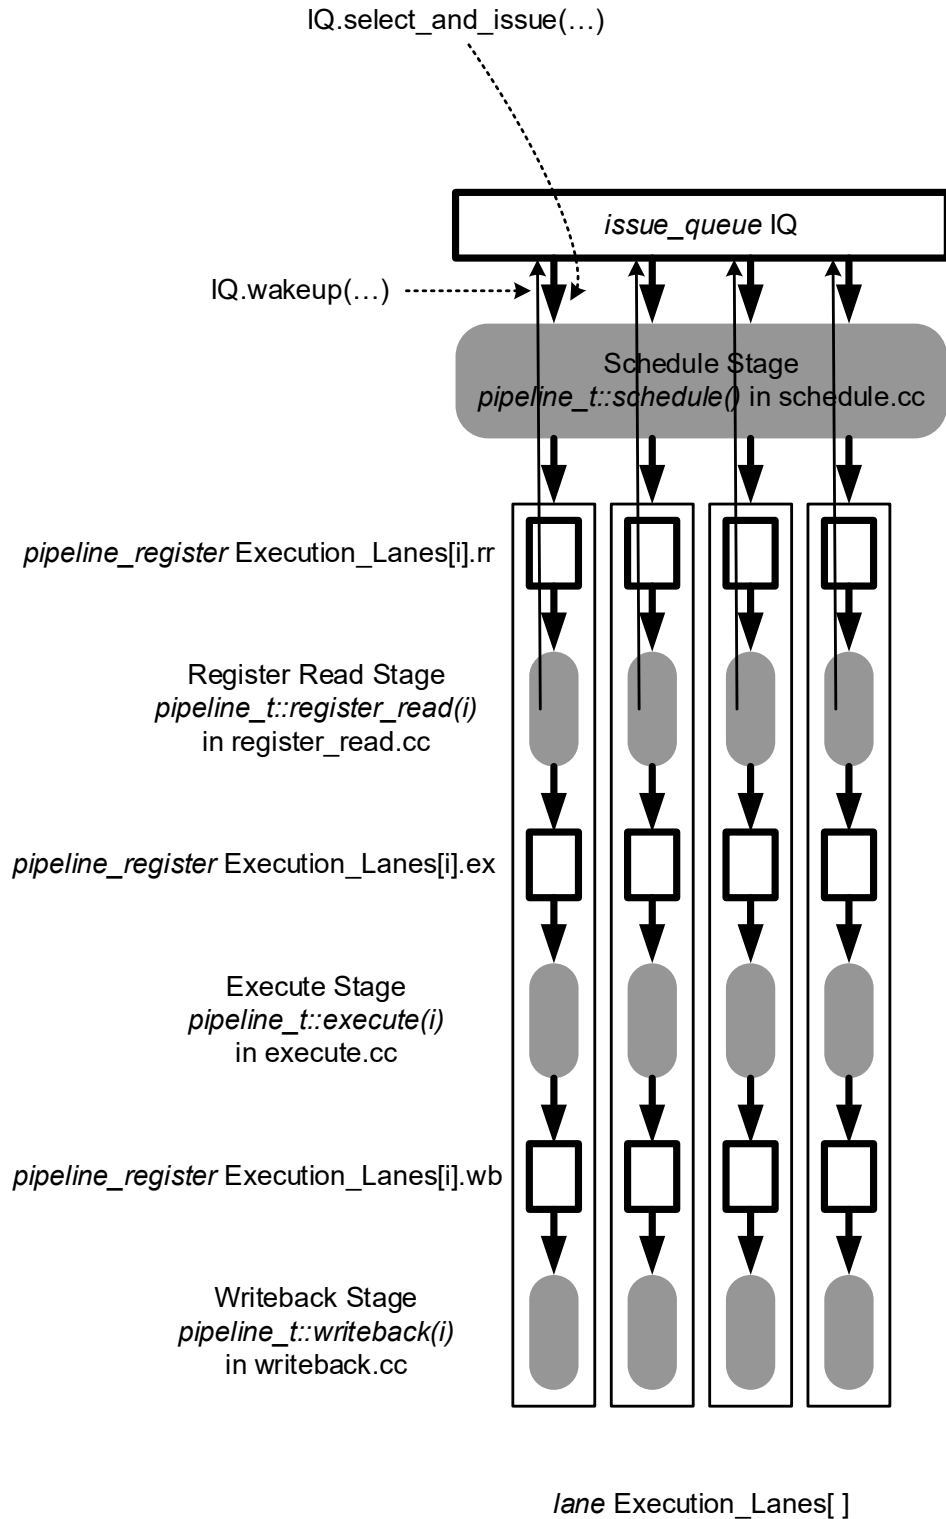 IQ.select_and_issue(…)
issue_queue IQ
IQ.wakeup(…)
Schedule Stage
pipeline_t::schedule() in schedule.cc
pipeline_register Execution_Lanes[i].rr
Register Read Stage
pipeline_t::register_read(i)
in register_read.cc
pipeline_register Execution_Lanes[i].ex
Execute Stage
pipeline_t::execute(i)
in execute.cc
pipeline_register Execution_Lanes[i].wb
Writeback Stage
pipeline_t::writeback(i)
in writeback.cc
lane Execution_Lanes[ ]